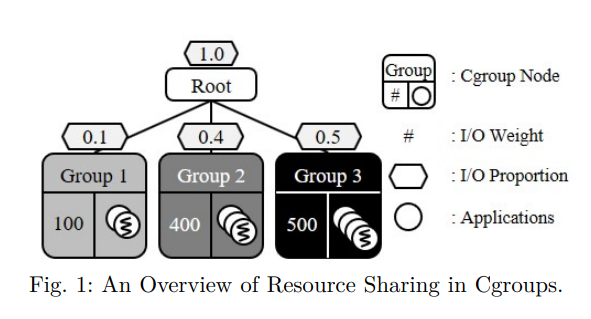 1.0
Root
0.1
0.4
0.5
Group 1
Group 2
Group 3
100
400
500
Group
#
: Cgroup Node
# : I/O Weight
: I/O Proportion
: Applications
Fig. 1: An Overview of Resource Sharing in Cgroups.